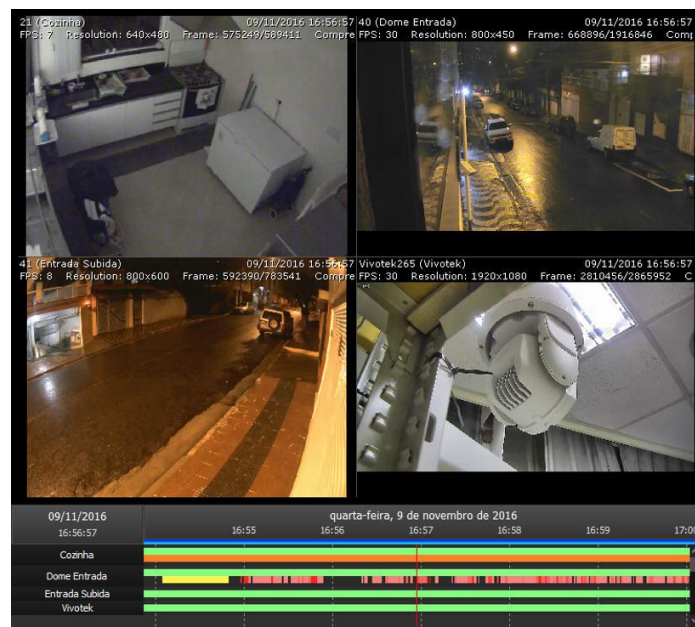 21 (Cozinha) 09/11/2016 16:56:57
FPS: 7 Resolution: 640x480 Frame: 575249/589411 Compre
40 (Dome Entrada) 09/11/2016 16:56:57
FPS: 30 Resolution: 800x450 Frame: 668896/1916846 Comp
41 (Entrada Subida) 09/11/2016 16:56:57
FPS: 8 Resolution: 800x600 Frame: 592390/783541 Compre
Vivotek265 (Vivotek) 09/11/2016 16:56:57
FPS: 30 Resolution: 1920x1080 Frame: 2810456/2865952 C
09/11/2016
16:56:57
quarta-feira, 9 de novembro de 2016
16:55 16:56 16:57 16:58 16:59 17:00
Cozinha
Dome Entrada
Entrada Subida
Vivotek